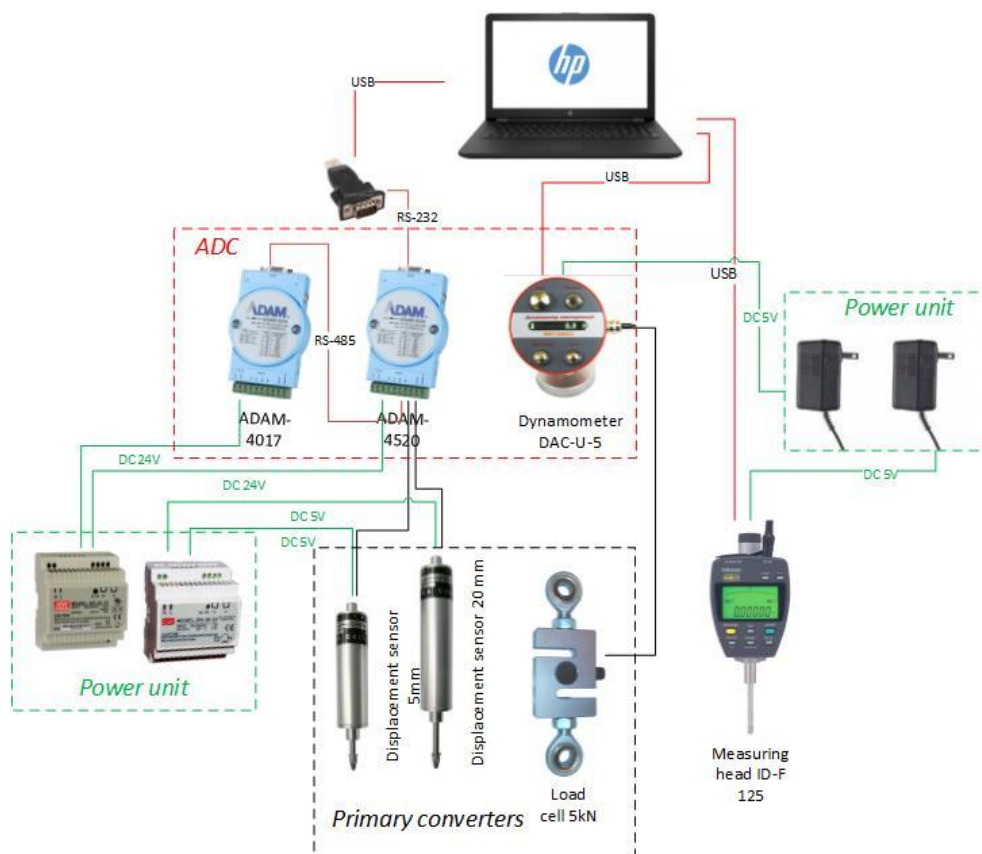 hp
USB
USB
RS-232
ADC
USB
ADAM
ADAM
RS-485
DC 5V
Power unit
ADAM-
4017
ADAM-
4520
Dynamometer
DAC-U-5
DC 24V
DC 24V
DC 5V
DC 5V
DC 5V
Displacement sensor
5mm
Displacement sensor 20 mm
Power unit
Load
cell 5kN
Measuring
head ID-F
125
Primary converters